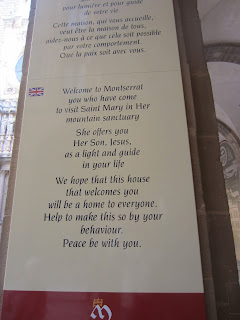 pour lumière et pour guide
de votre vie
Cette maison, qui vous accueille,
veut être la maison de tous,
aidez-nous à ce que cela soit possible
par votre comportement.
Que la paix soit avec vous.
Welcome to Montserrat
you who have come
to visit Saint Mary in Her
mountain sanctuary
She offers you
Her Son, Jesus,
as a light and guide
in your life
We hope that this house
that welcomes you
will be a home to everyone.
Help to make this so by your
behaviour.
Peace be with you.
M